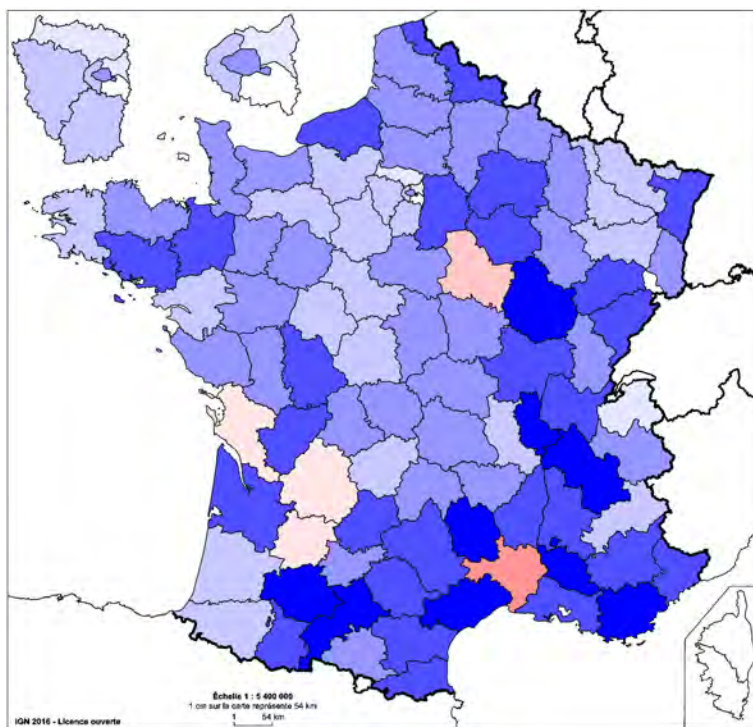 Échelle 1 : 5 400 000
1 cm sur la carte représente 54 km
1 54 km
IGN 2016 - Licence ouverte